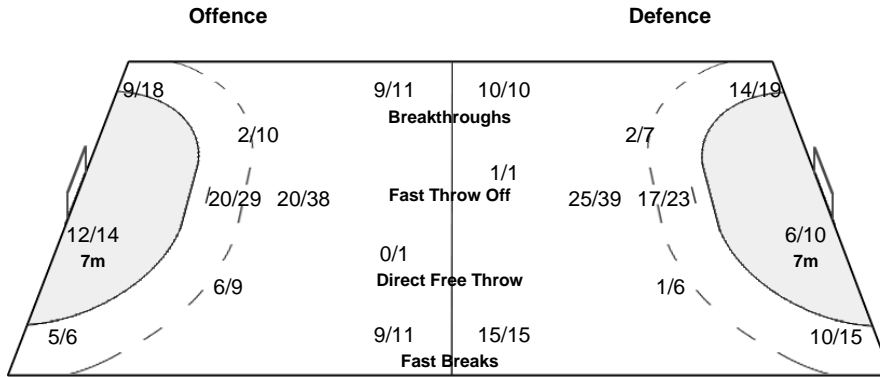 Offence Defence
9/18 9/11 10/10 14/19
Breakthroughs
2/10 2/7
1/1
20/29 20/38 Fast Throw Off 25/39 17/23
12/14 6/10
0/1
7m 7m
Direct Free Throw
6/9 1/6
5/6 9/11 15/15 10/15
Fast Breaks